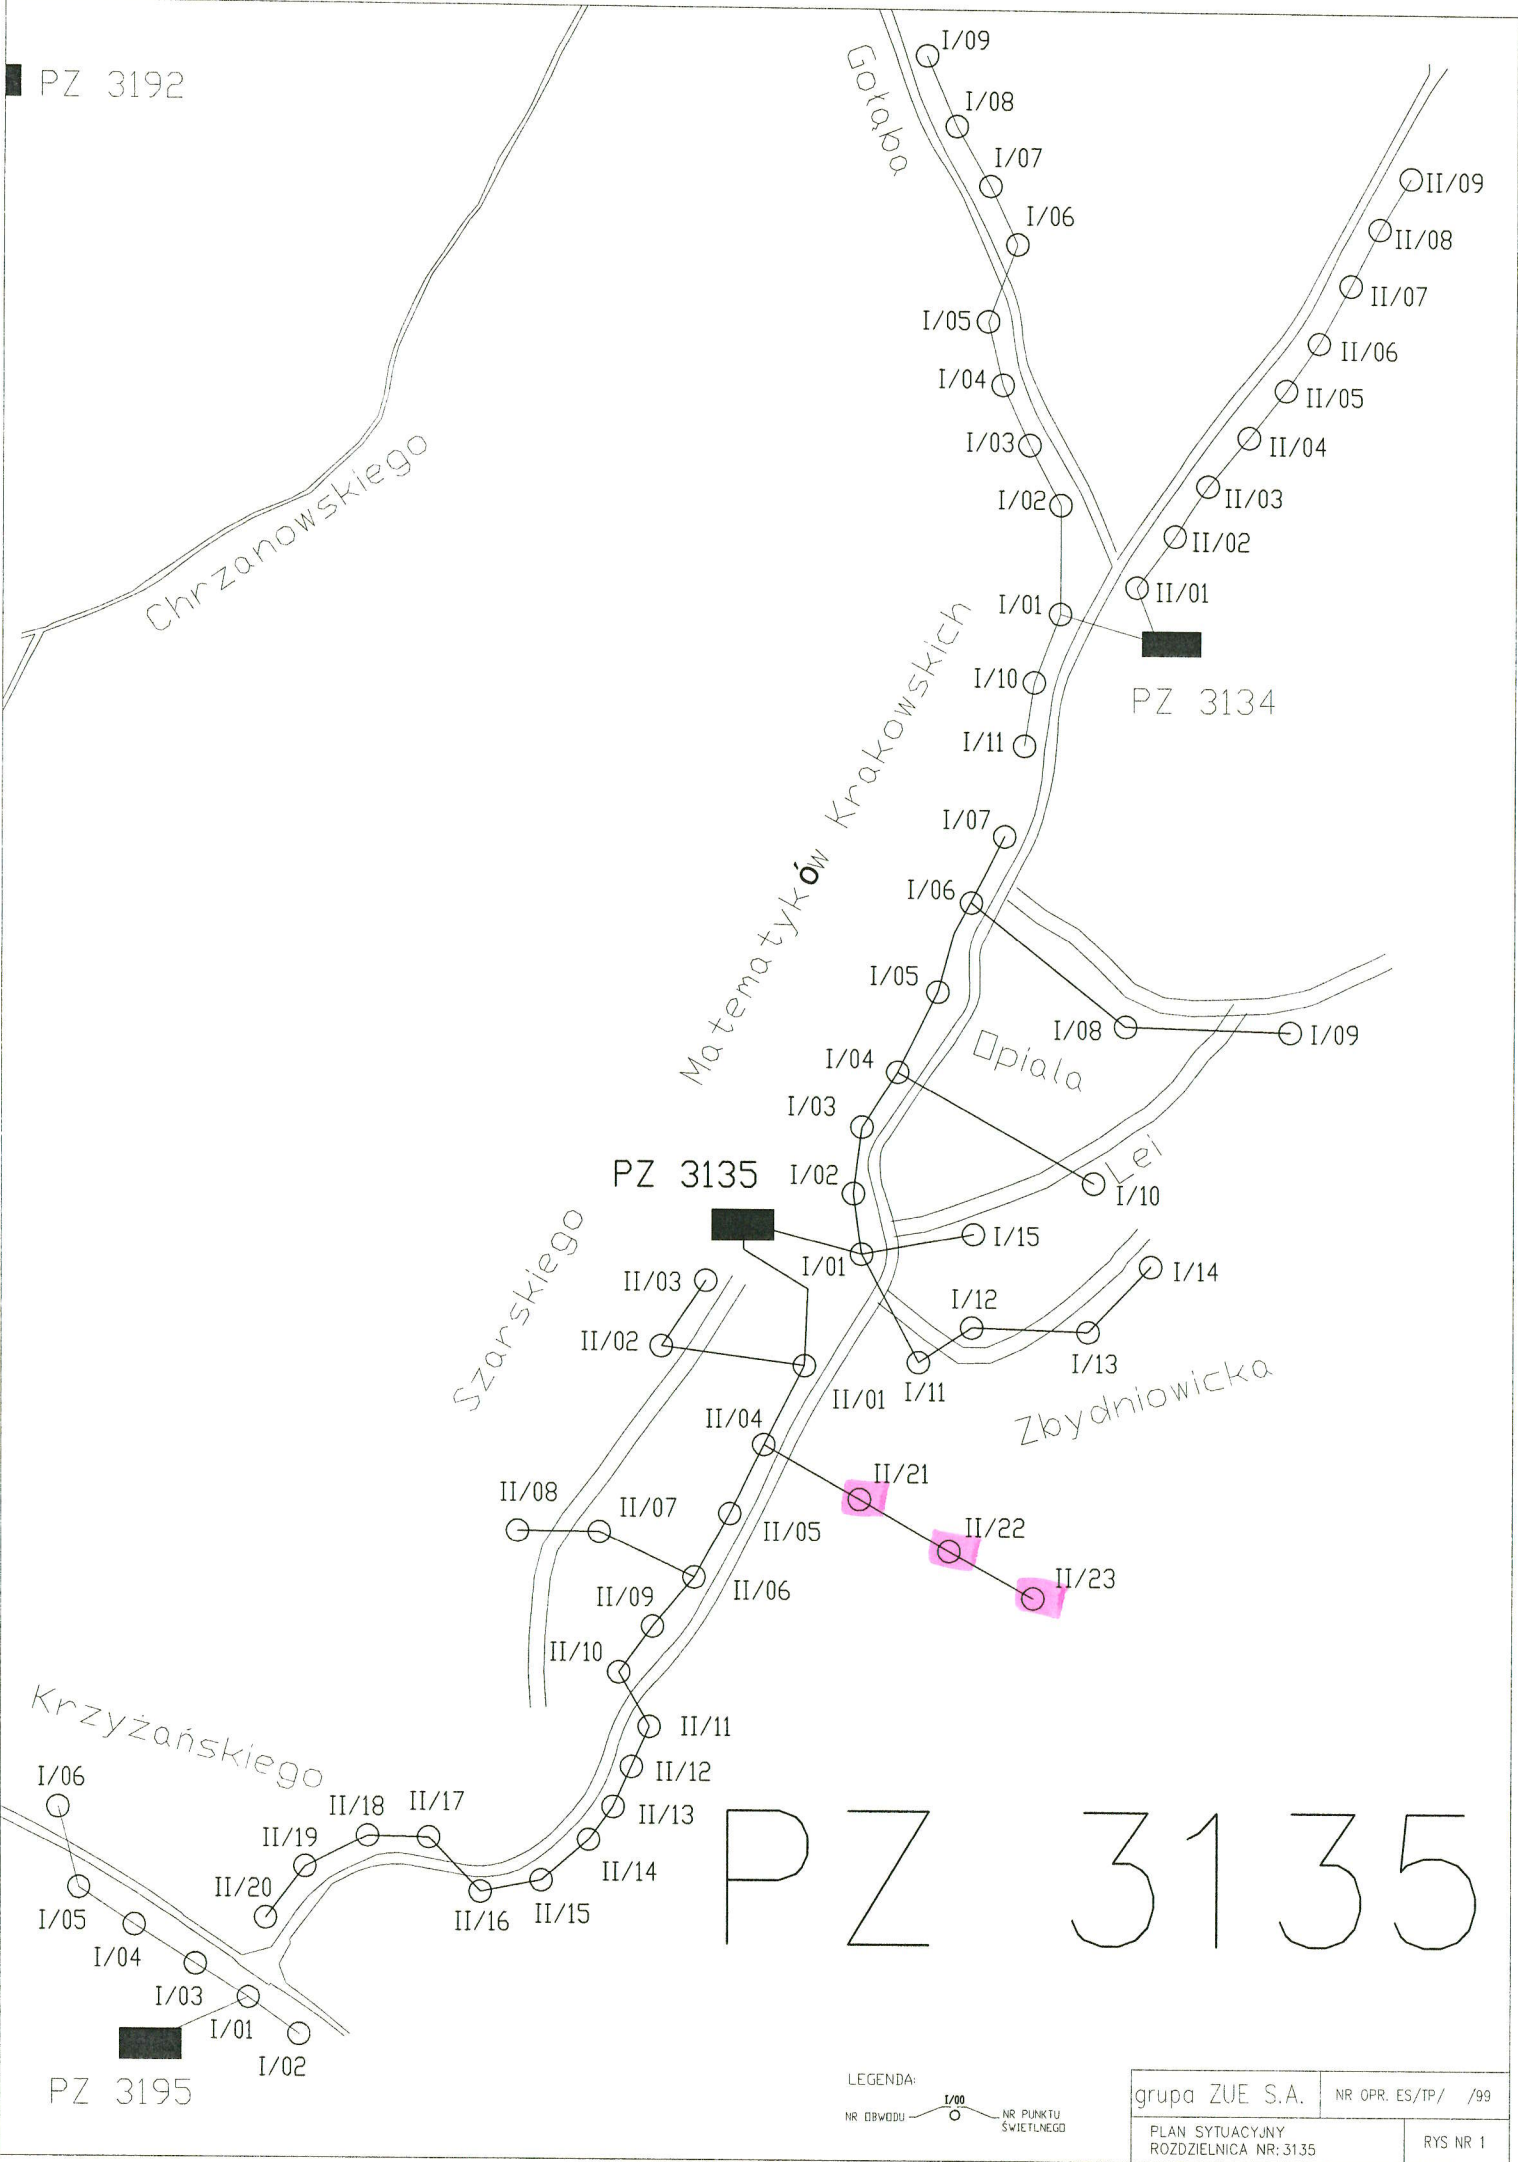 PZ 3192
Gołąba
I/09
I/08
I/07
I/06
I/05
I/04
I/03
I/02
I/01
I/10
I/11
II/09
II/08
II/07
II/06
II/05
II/04
II/03
II/02
II/01
PZ 3134
Chrzanowskiego
Matematyków Krakowskich
I/07
I/06
I/05
I/04
I/03
I/02
I/01
I/08
I/09
Opiala
Lei
I/10
I/15
I/12
I/14
I/13
I/11
Zbydniowicka
PZ 3135
Szarskiego
II/03
II/02
II/01
II/04
II/21
II/22
II/23
II/05
II/08
II/07
II/06
II/09
II/10
II/11
II/12
II/13
II/14
II/15
II/16
II/17
II/18
II/19
II/20
Krzyżańskiego
I/06
I/05
I/04
I/03
I/01
I/02
PZ 3195
PZ 3135
LEGENDA:
I/00
NR OBWODU
NR PUNKTU
ŚWIETLNEGO
grupa ZUE S.A.
NR OPR. ES/TP/ /99
PLAN SYTUACYJNY
ROZDZIELNICA NR: 3135
RYS NR 1